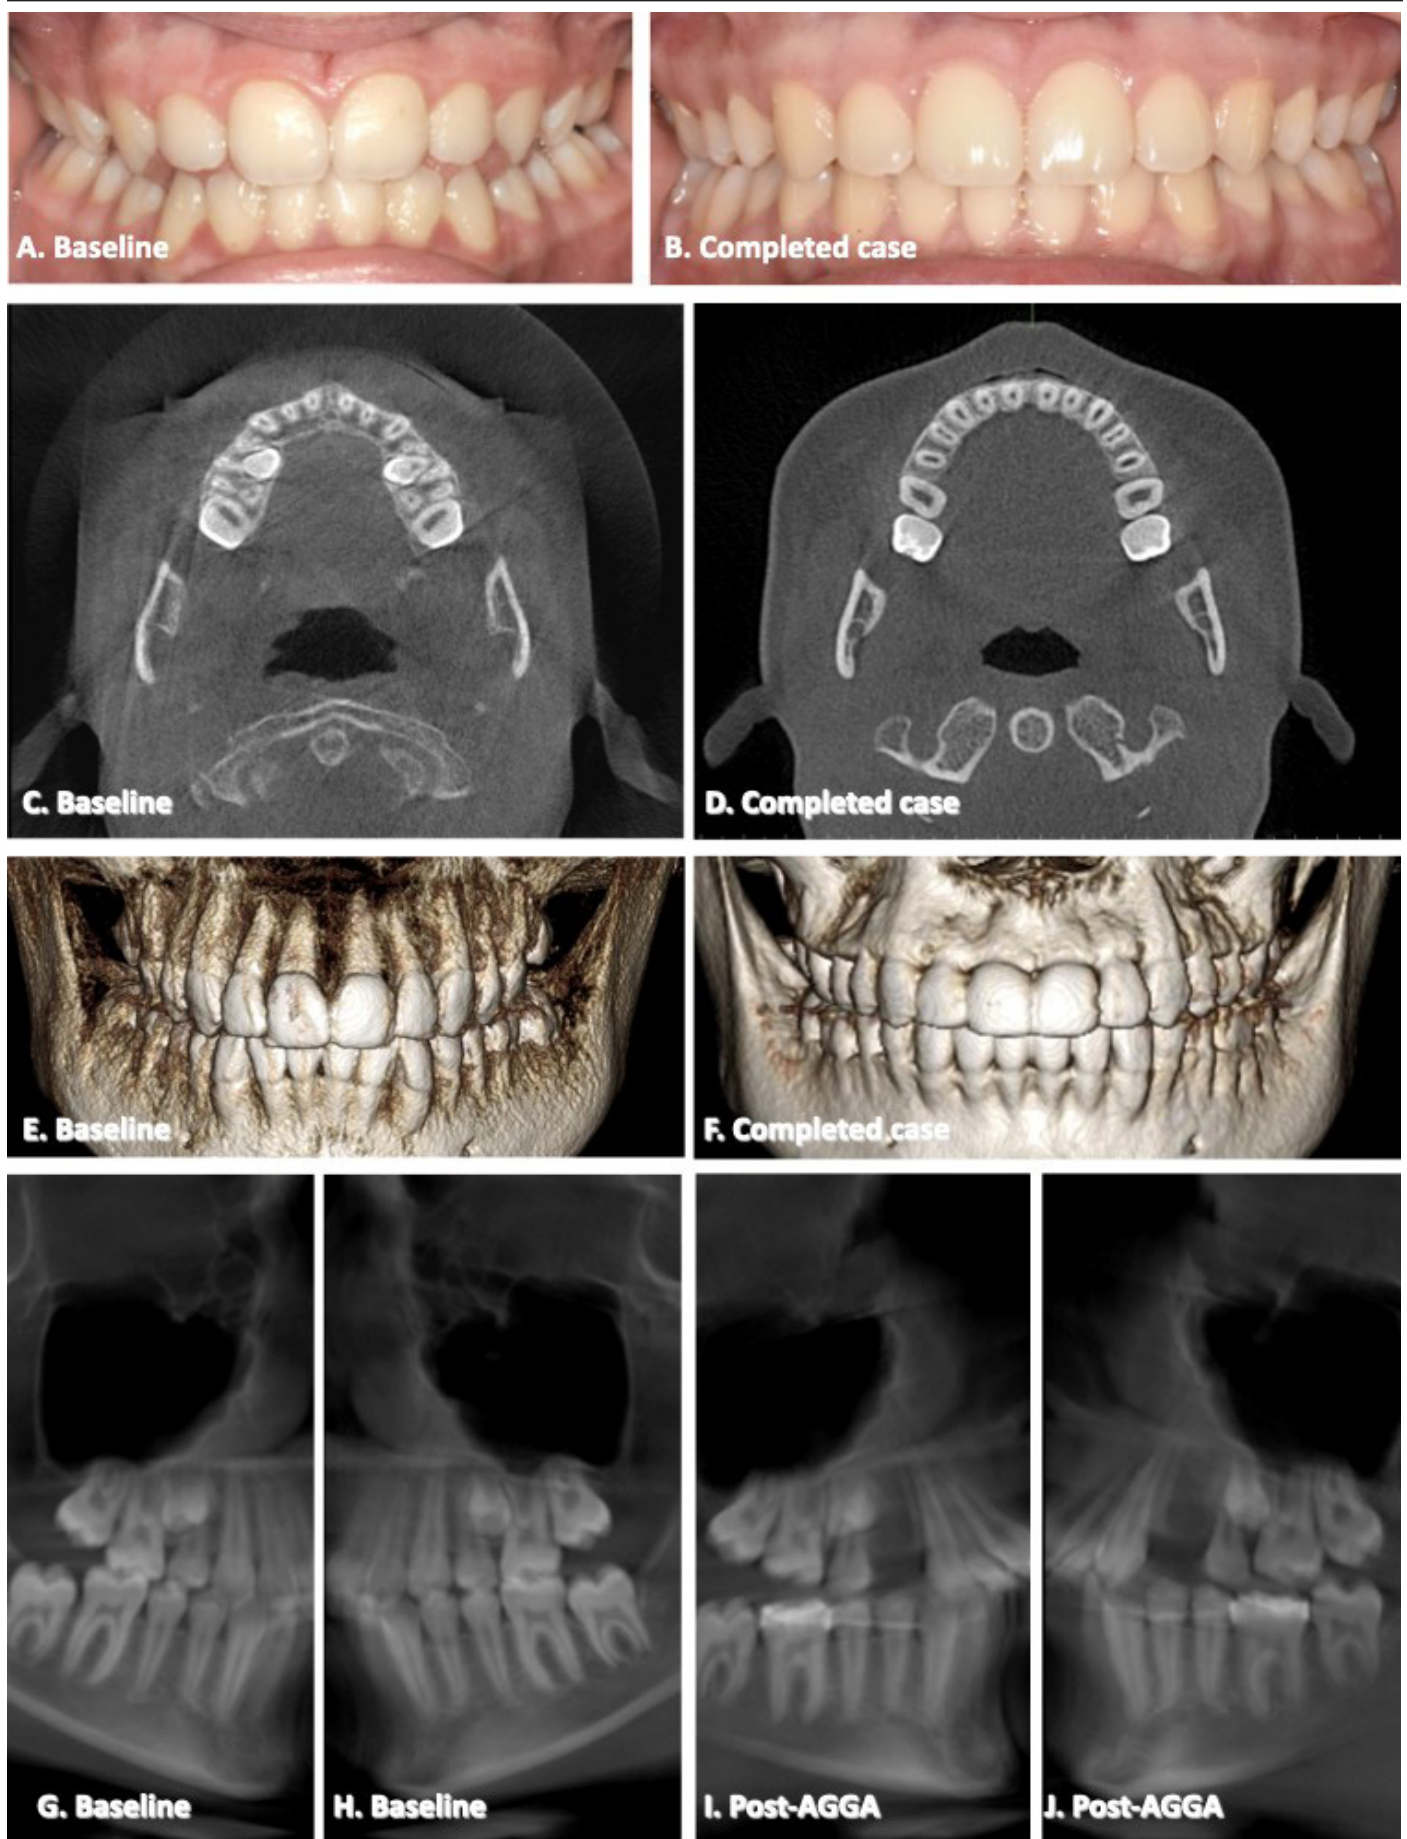 A. Baseline
B. Completed case
C. Baseline
D. Completed case
E. Baseline
F. Completed case
G. Baseline
H. Baseline
I. Post-AGGA
J. Post-AGGA